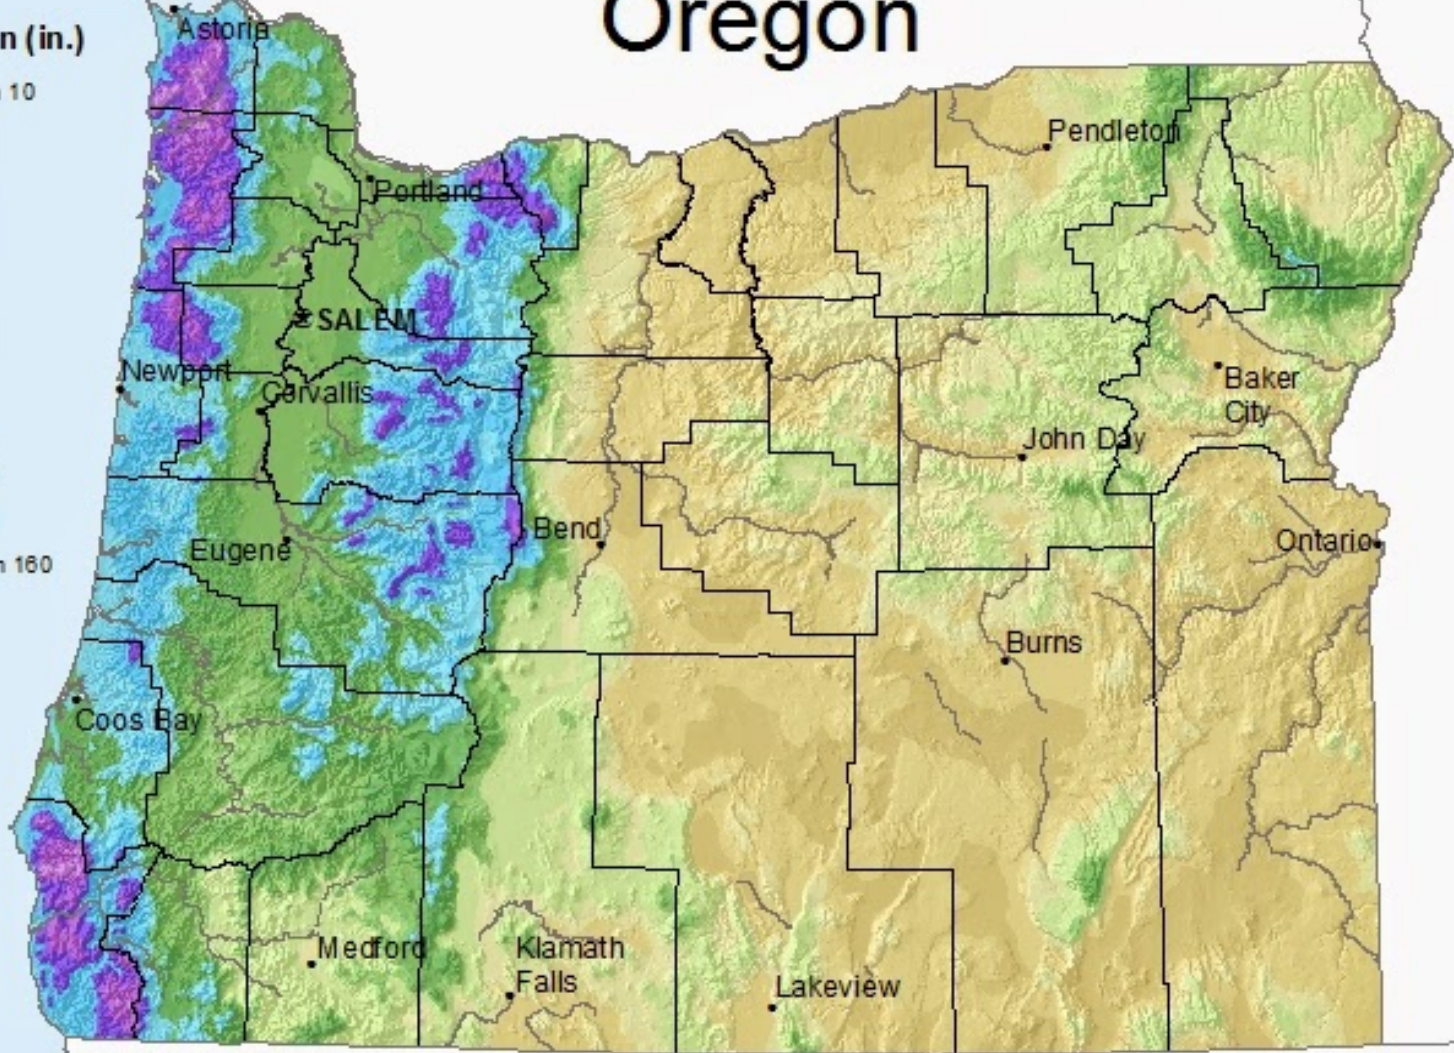 Oregon
n (in.)
n 10
n 160
Astoria
Portland
Pendleton
SALEM
Newport
Corvallis
Baker
City
John Day
Eugene
Bend
Ontario
Burns
Coos Bay
Medford
Klamath
Falls
Lakeview